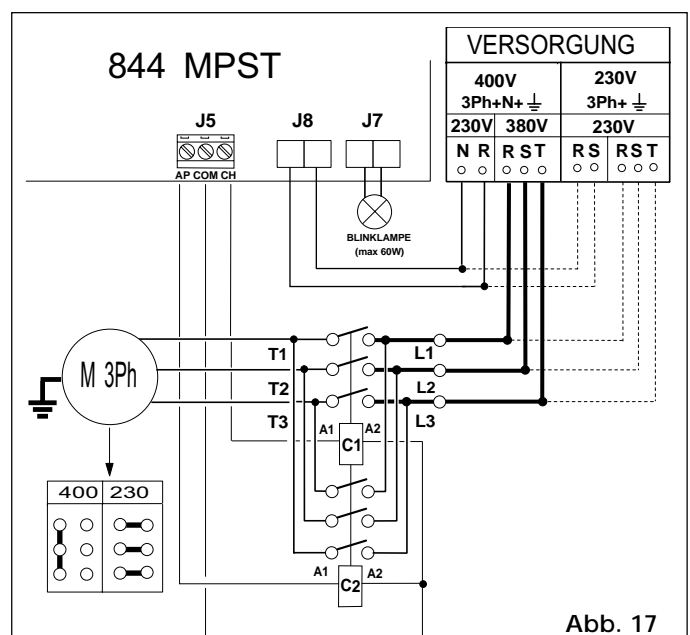 844 MPST
VERSORGUNG
400V
3Ph+N+
230V
3Ph+
230V 380V
230V
N R R S T
R S R S T
J5
J8
J7
AP COM CH
BLINKLAMPE
(max 60W)
T1
L1
T2
L2
T3
L3
M 3Ph
A1
C1
A2
400 230
A1
C2
A2
Abb. 17